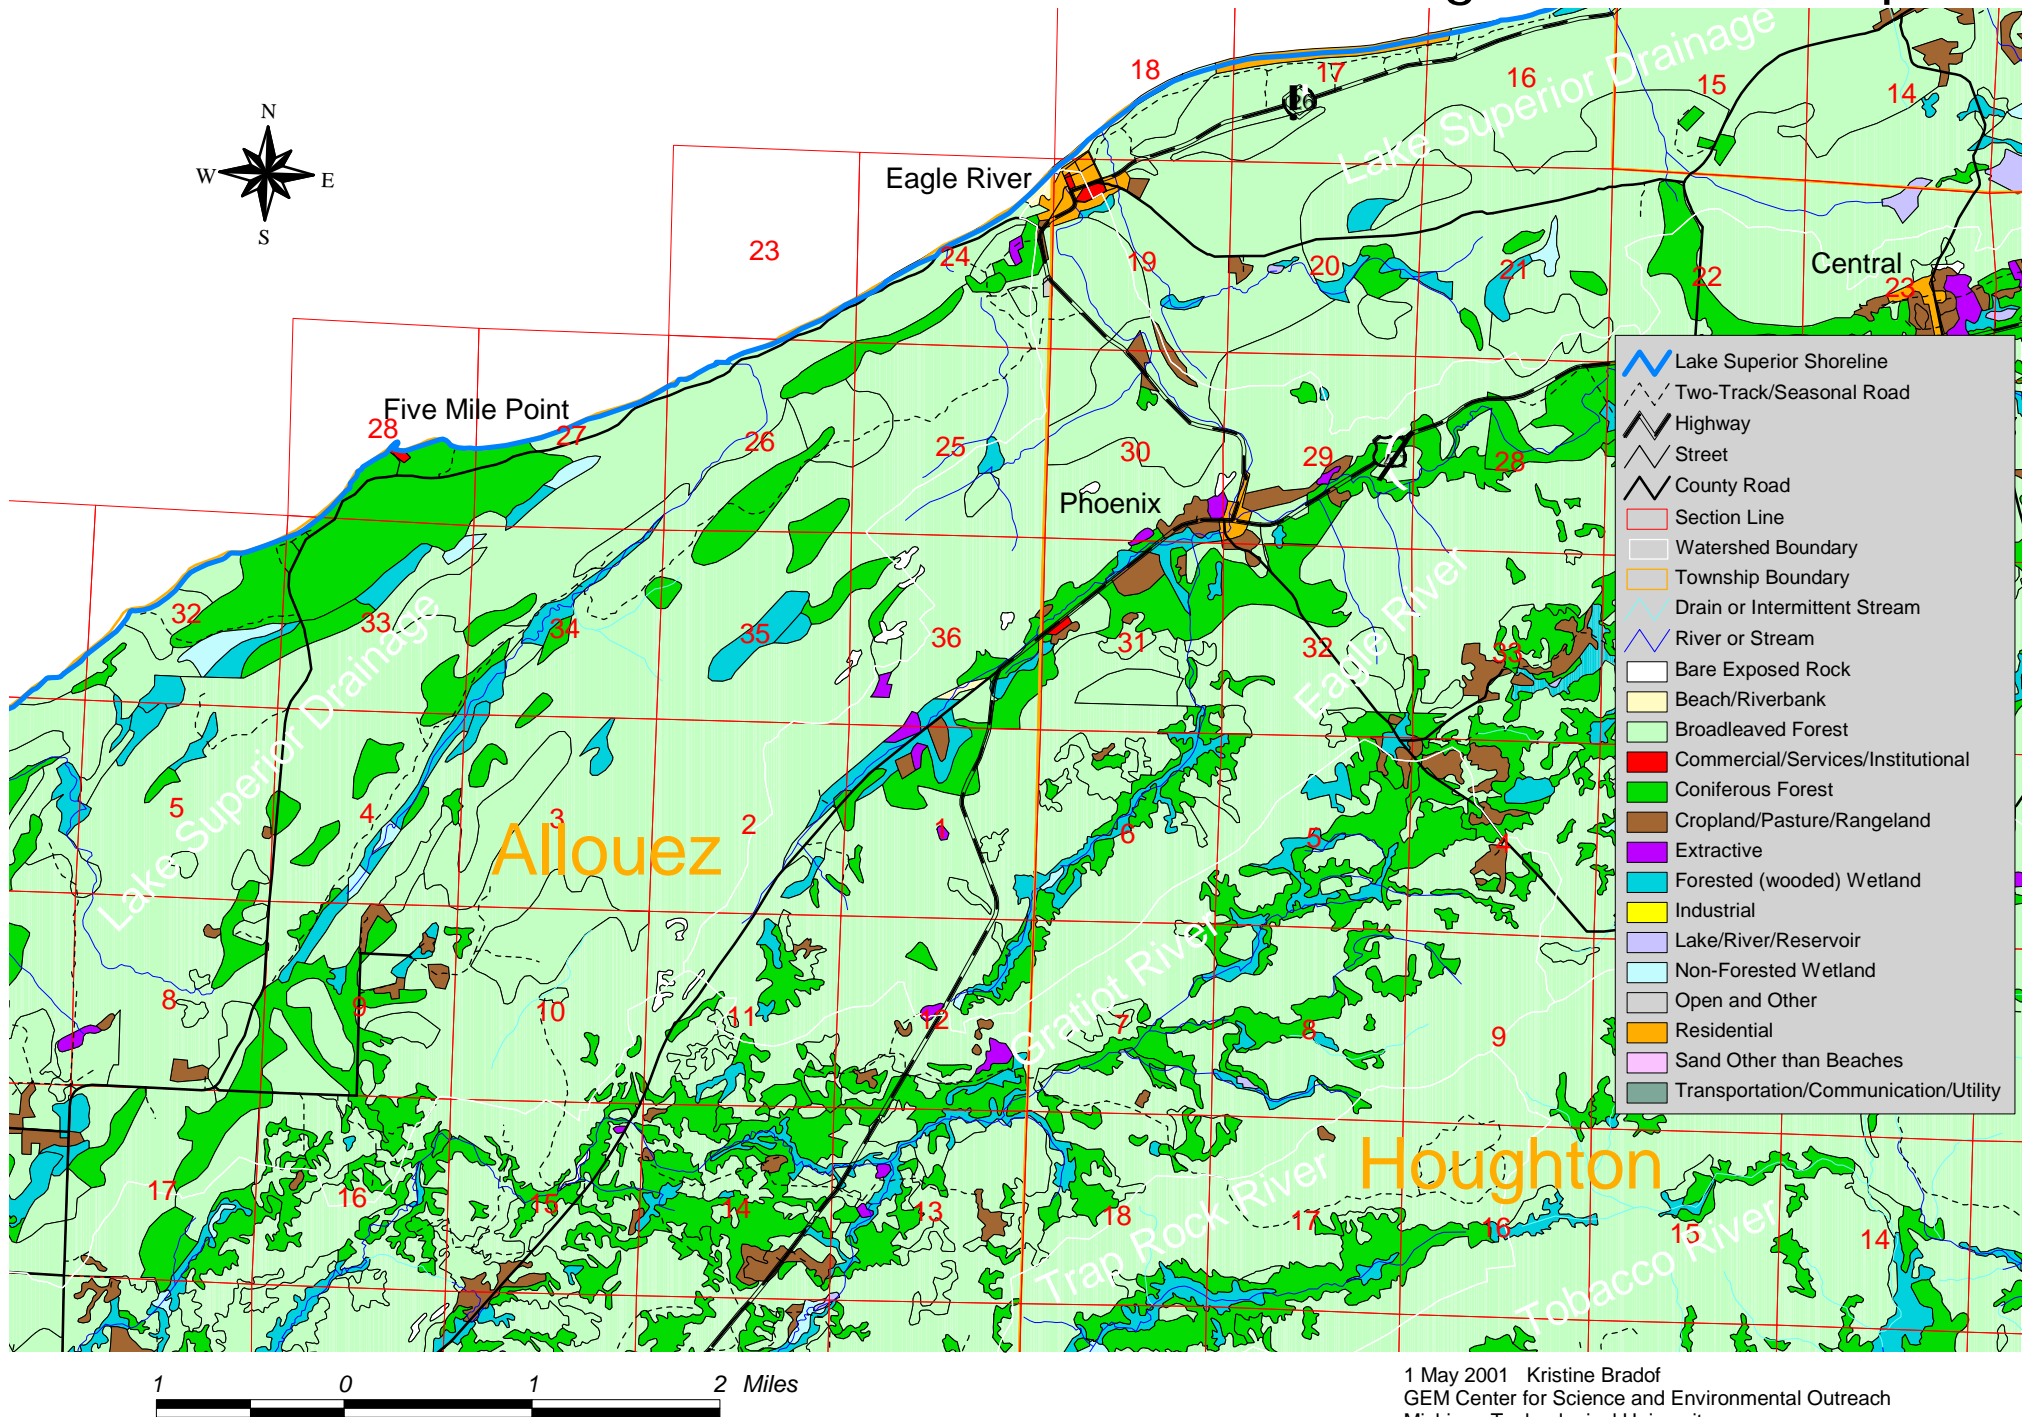 N
W
E
S
Eagle River
Five Mile Point
Phoenix
Central
26
Lake Superior Drainage
Lake Superior Drainage
Lake Superior Drainage
Eagle River
Gratiot River
Trap Rock River
Tobacco River
Allouez
Houghton
18
17
16
15
14
23
24
19
20
21
22
23
28
27
26
25
30
29
28
32
33
34
35
36
31
32
33
5
4
3
2
1
6
5
4
8
9
10
11
12
7
8
9
17
16
15
14
13
18
17
16
15
14
Lake Superior Shoreline
Two-Track/Seasonal Road
Highway
Street
County Road
Section Line
Watershed Boundary
Township Boundary
Drain or Intermittent Stream
River or Stream
Bare Exposed Rock
Beach/Riverbank
Broadleaved Forest
Commercial/Services/Institutional
Coniferous Forest
Cropland/Pasture/Rangeland
Extractive
Forested (wooded) Wetland
Industrial
Lake/River/Reservoir
Non-Forested Wetland
Open and Other
Residential
Sand Other than Beaches
Transportation/Communication/Utility
1 0 1 2 Miles
1 May 2001 Kristine Bradof
GEM Center for Science and Environmental Outreach